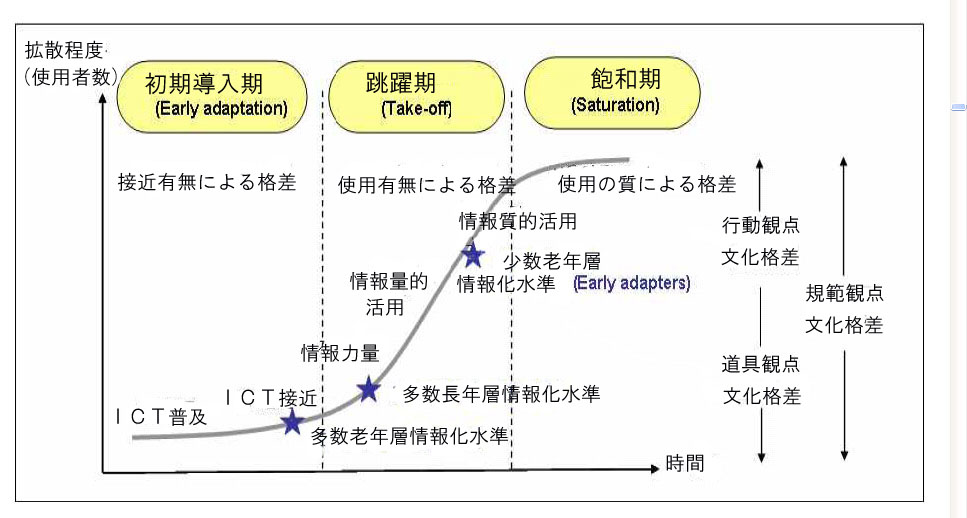 拡散程度
(使用者数)
初期導入期
(Early adaptation)
跳躍期
(Take-off)
飽和期
(Saturation)
接近有無による格差
使用有無による格差
使用の質による格差
情報質的活用
少数老年層
情報化水準
(Early adapters)
情報量的
活用
情報力量
多数長年層情報化水準
ICT接近
ICT普及
多数老年層情報化水準
時間
行動観点
文化格差
規範観点
文化格差
道具観点
文化格差